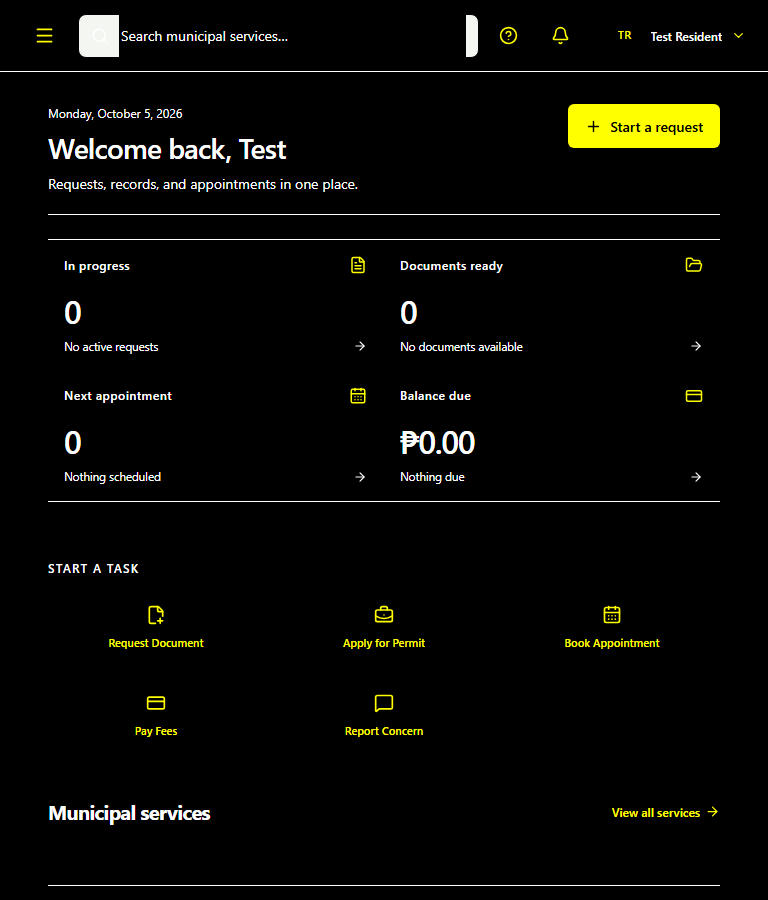 Search municipal services...
TR
Test Resident
Monday, October 5, 2026
Welcome back, Test
Requests, records, and appointments in one place.
Start a request
In progress
0
No active requests
Documents ready
0
No documents available
Next appointment
0
Nothing scheduled
Balance due
₱0.00
Nothing due
START A TASK
Request Document
Apply for Permit
Book Appointment
Pay Fees
Report Concern
Municipal services
View all services